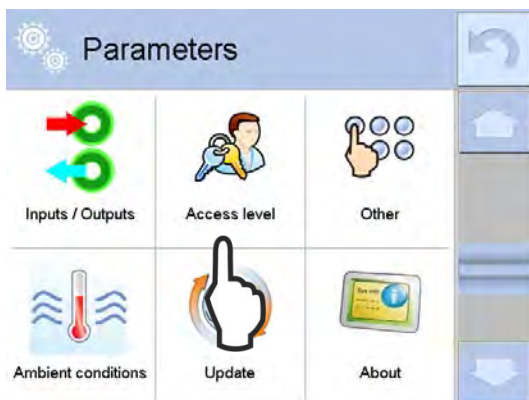 Parameters
Inputs / Outputs
Access level
Other
Ambient conditions
Update
About